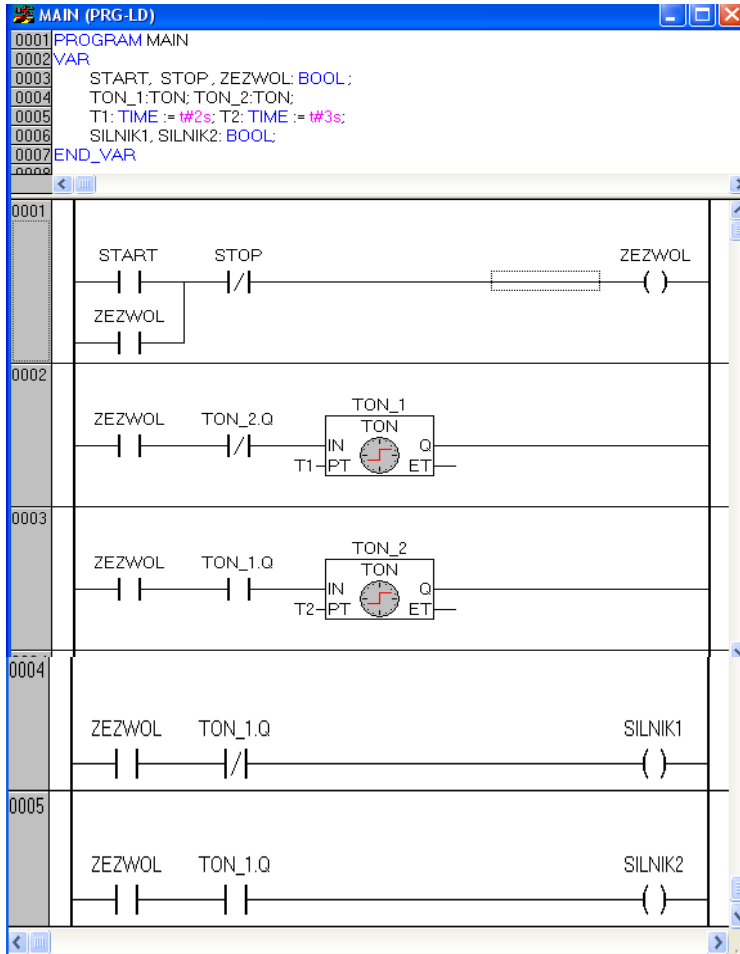 MAIN (PRG-LD)
0001 PROGRAM MAIN
0002 VAR
0003 START, STOP, ZEZWOL: BOOL;
0004 TON_1:TON; TON_2:TON;
0005 T1: TIME := t#2s; T2: TIME := t#3s;
0006 SILNIK1, SILNIK2: BOOL;
0007 END_VAR
0008
0001
START STOP ZEZWOL
ZEZWOL
0002
TON_1
ZEZWOL TON_2.Q TON
IN Q
T1 PT ET
0003
TON_2
ZEZWOL TON_1.Q TON
IN Q
T2 PT ET
0004
ZEZWOL TON_1.Q SILNIK1
0005
ZEZWOL TON_1.Q SILNIK2